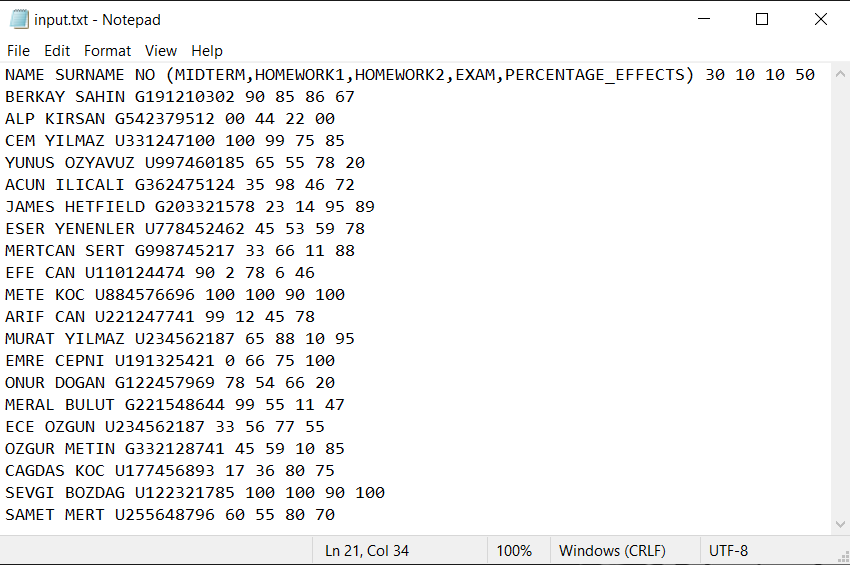 input.txt - Notepad
File Edit Format View Help
NAME SURNAME NO (MIDTERM,HOMEWORK1,HOMEWORK2,EXAM,PERCENTAGE_EFFECTS) 30 10 10 50
BERKAY SAHIN G191210302 90 85 86 67
ALP KIRSAN G542379512 00 44 22 00
CEM YILMAZ U331247100 100 99 75 85
YUNUS OZYAVUZ U997460185 65 55 78 20
ACUN ILICALI G362475124 35 98 46 72
JAMES HETFIELD G203321578 23 14 95 89
ESER YENENLER U778452462 45 53 59 78
MERTCAN SERT G998745217 33 66 11 88
EFE CAN U110124474 90 2 78 6 46
METE KOC U884576696 100 100 90 100
ARIF CAN U221247741 99 12 45 78
MURAT YILMAZ U234562187 65 88 10 95
EMRE CEPNI U191325421 0 66 75 100
ONUR DOGAN G122457969 78 54 66 20
MERAL BULUT G221548644 99 55 11 47
ECE OZGUN U234562187 33 56 77 55
OZGUR METIN G332128741 45 59 10 85
CAGDAS KOC U177456893 17 36 80 75
SEVGI BOZDAG U122321785 100 100 90 100
SAMET MERT U255648796 60 55 80 70
Ln 21, Col 34 100% Windows (CRLF) UTF-8